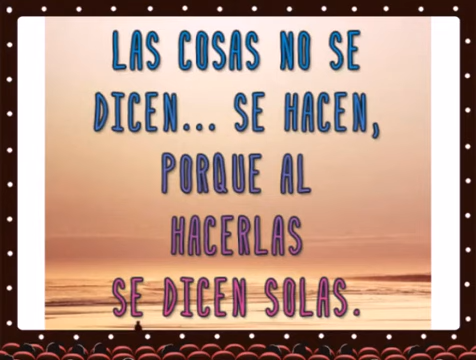 LAS COSAS NO SE
DICEN... SE HACEN,
PORQUE AL
HACERLAS
SE DICEN SOLAS.